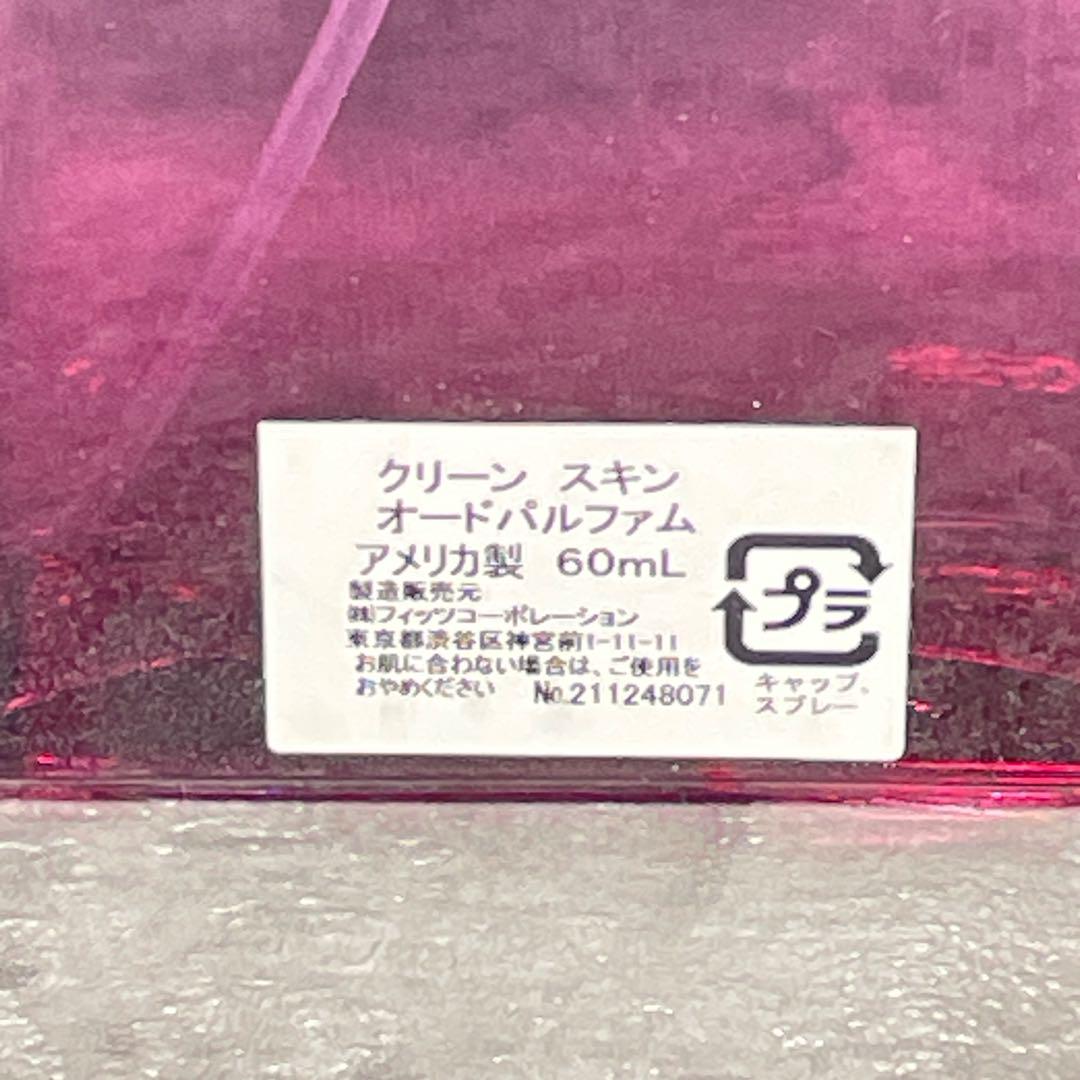 クリーン スキン
オードパルファム
アメリカ製 60mL
製造販売元
㈱フィッツコーポレーション
東京都渋谷区神宮前1-11-11
お肌に合わない場合は、ご使用を
おやめください No.211248071
プラ
キャップ、
スプレー